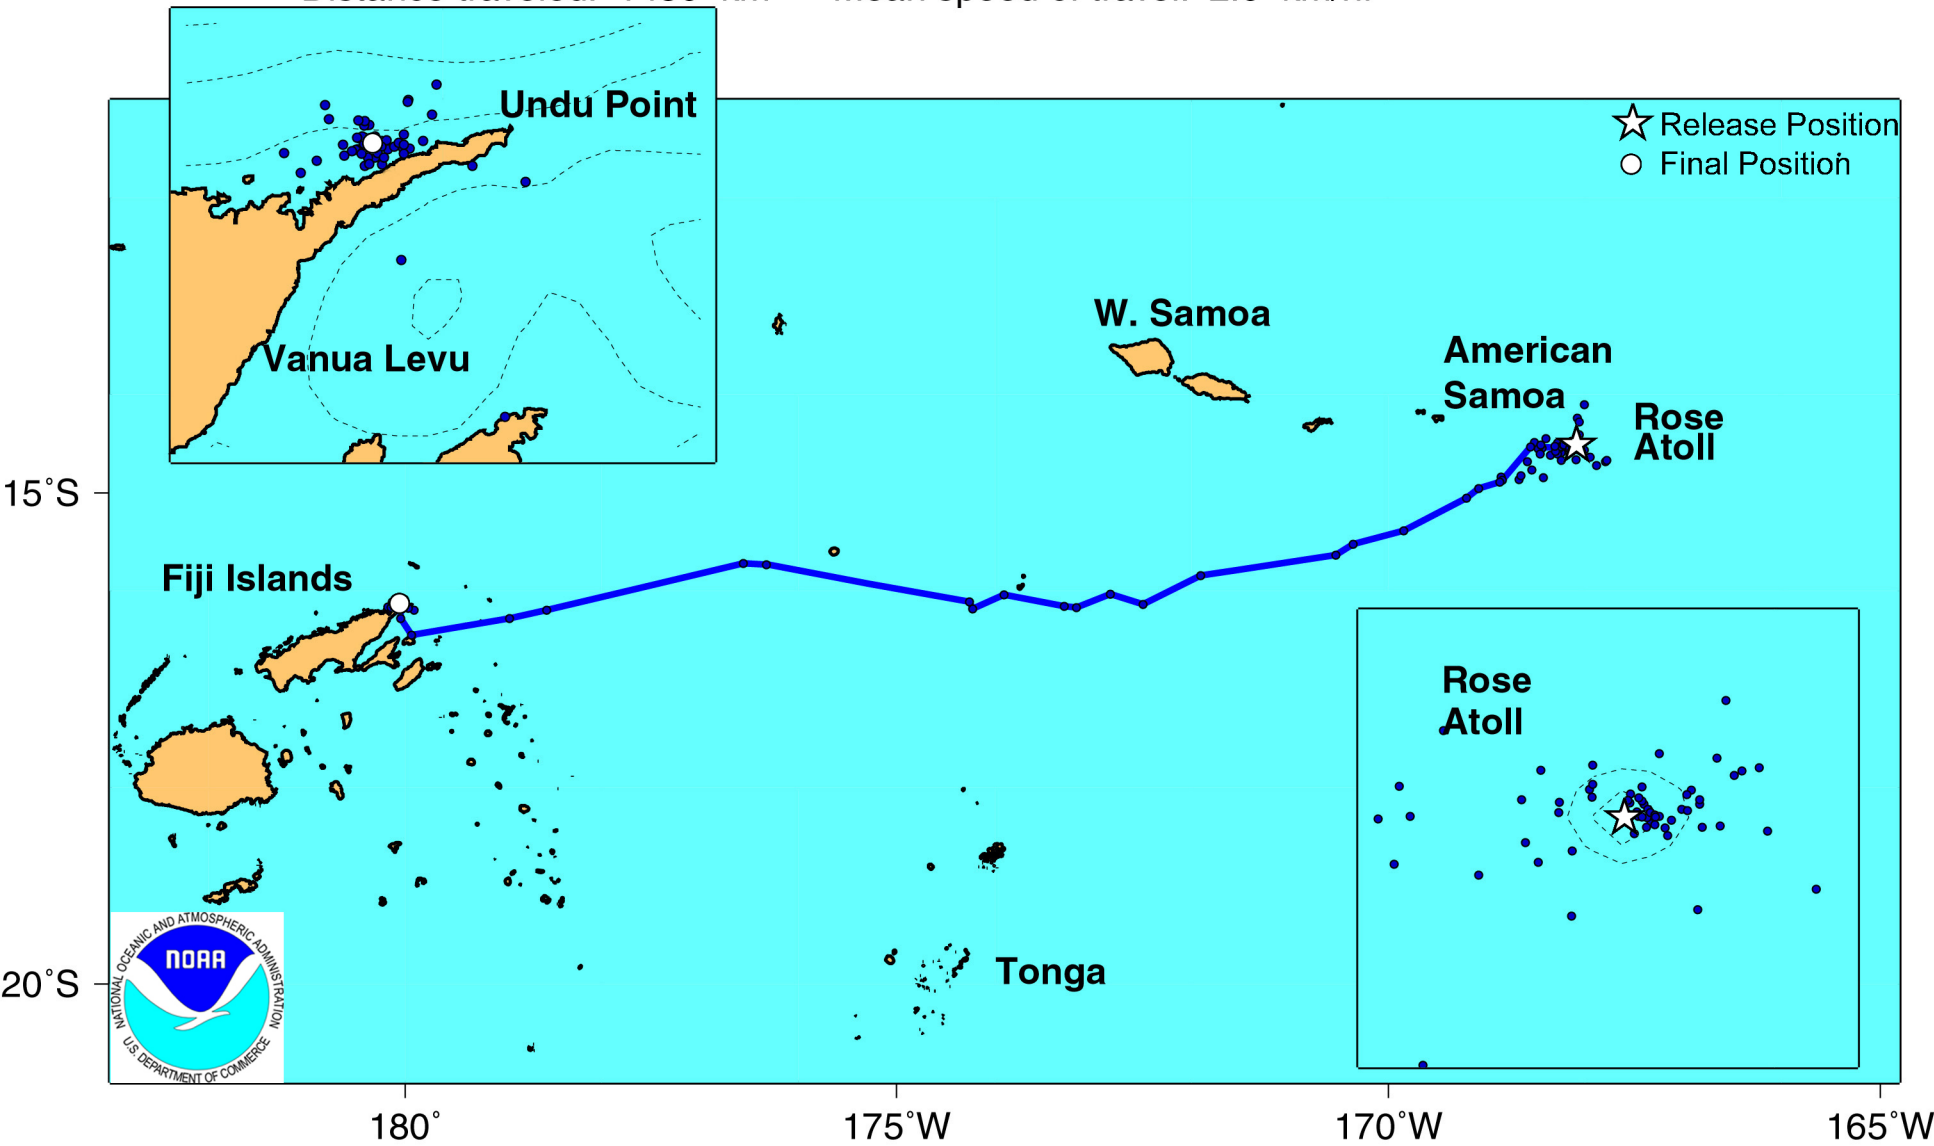 Undu Point
Vanua Levu
Release Position
Final Position
W. Samoa
American
Samoa
Rose
Atoll
15°S
Fiji Islands
Rose
Atoll
Tonga
20°S
NATIONAL OCEANIC AND ATMOSPHERIC ADMINISTRATION
NOAA
U.S. DEPARTMENT OF COMMERCE
180°
175°W
170°W
165°W